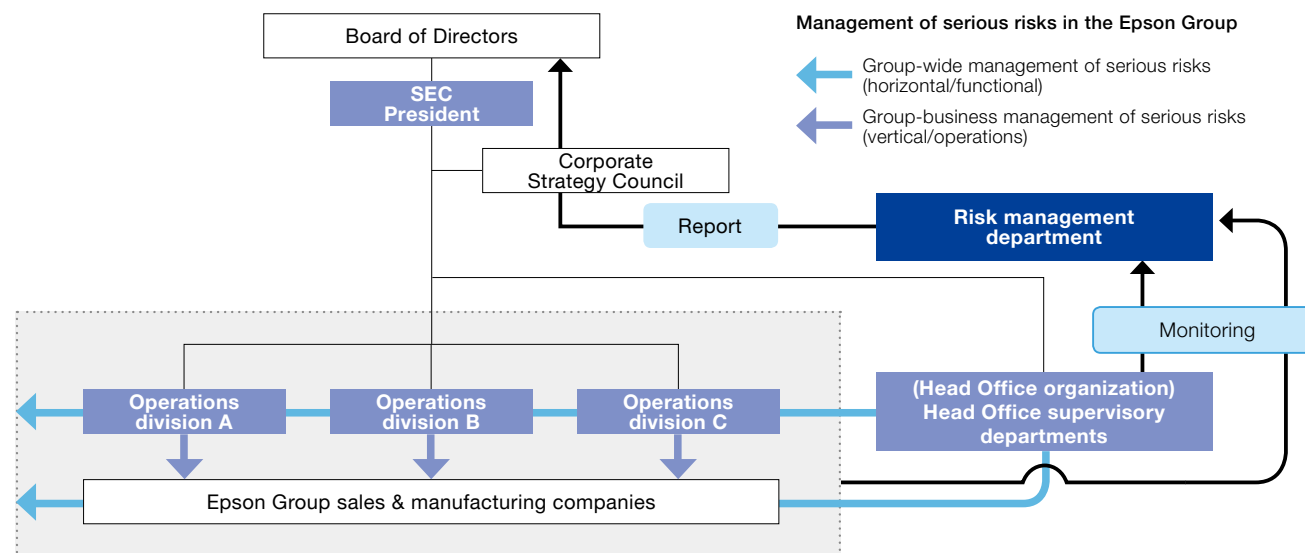 Management of serious risks in the Epson Group
Board of Directors
Group-wide management of serious risks
(horizontal/functional)
SEC
President
Group-business management of serious risks
(vertical/operations)
Corporate
Strategy Council
Report
Risk management
department
Monitoring
Operations
division A
Operations
division B
Operations
division C
(Head Office organization)
Head Office supervisory
departments
Epson Group sales & manufacturing companies